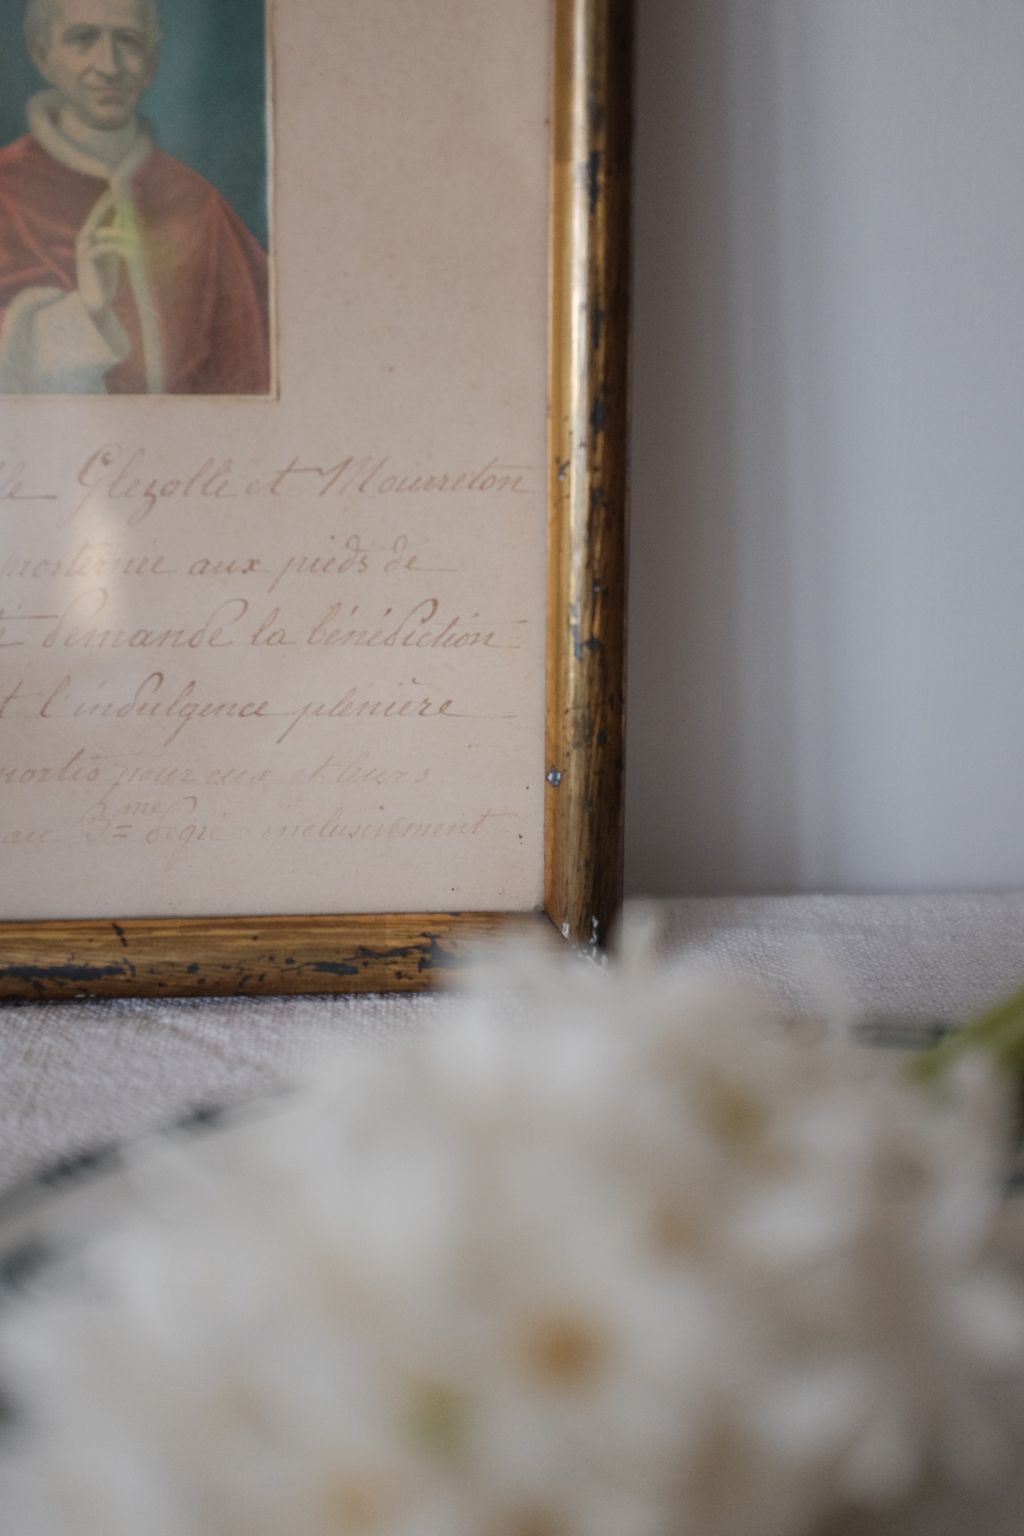 Glezolle et Mourreton
prosternée aux pieds de
demande la bénédiction
l'indulgence plénière
pour eux et leurs
au 3me degré inclusivement